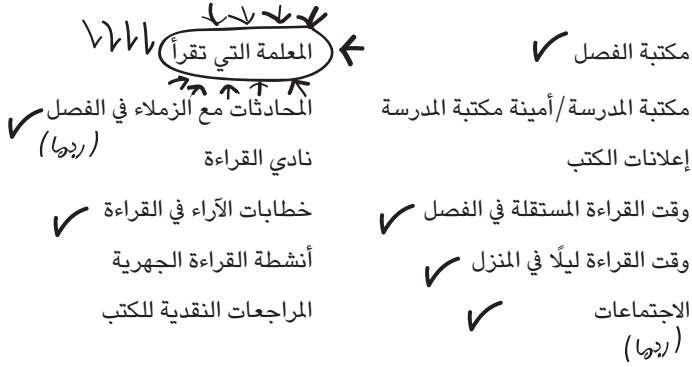 مكتبة الفصل
مكتبة المدرسة/أمينة مكتبة المدرسة
إعلانات الكتب
وقت القراءة المستقلة في الفصل
وقت القراءة ليلًا في المنزل
الاجتماعات
(ربما)
المعلمة التي تقرأ
المحادثات مع الزملاء في الفصل
(ربما)
نادي القراءة
خطابات الآراء في القراءة
أنشطة القراءة الجهرية
المراجعات النقدية للكتب